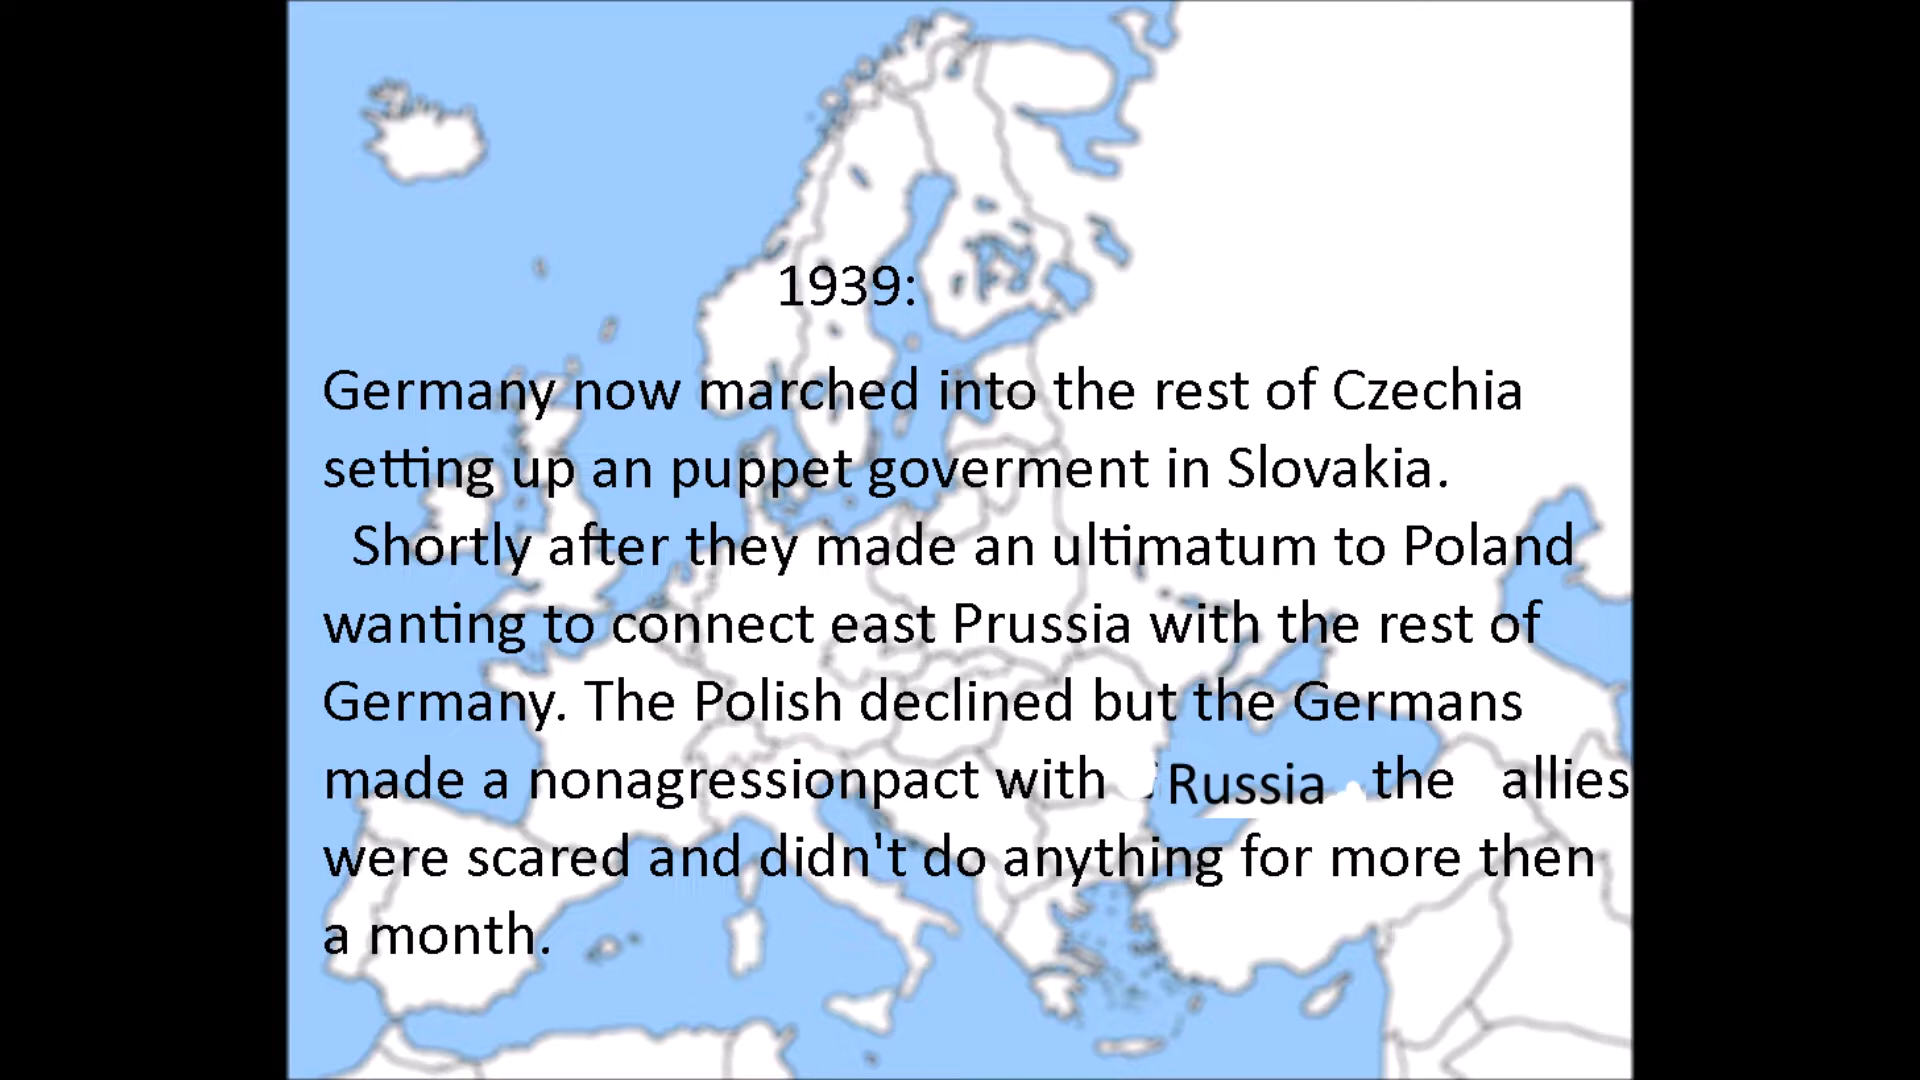 1939:
Germany now marched into the rest of Czechia
setting up an puppet goverment in Slovakia.
Shortly after they made an ultimatum to Poland
wanting to connect east Prussia with the rest of
Germany. The Polish declined but the Germans
made a nonagressionpact with Russia the allies
were scared and didn't do anything for more then
a month.